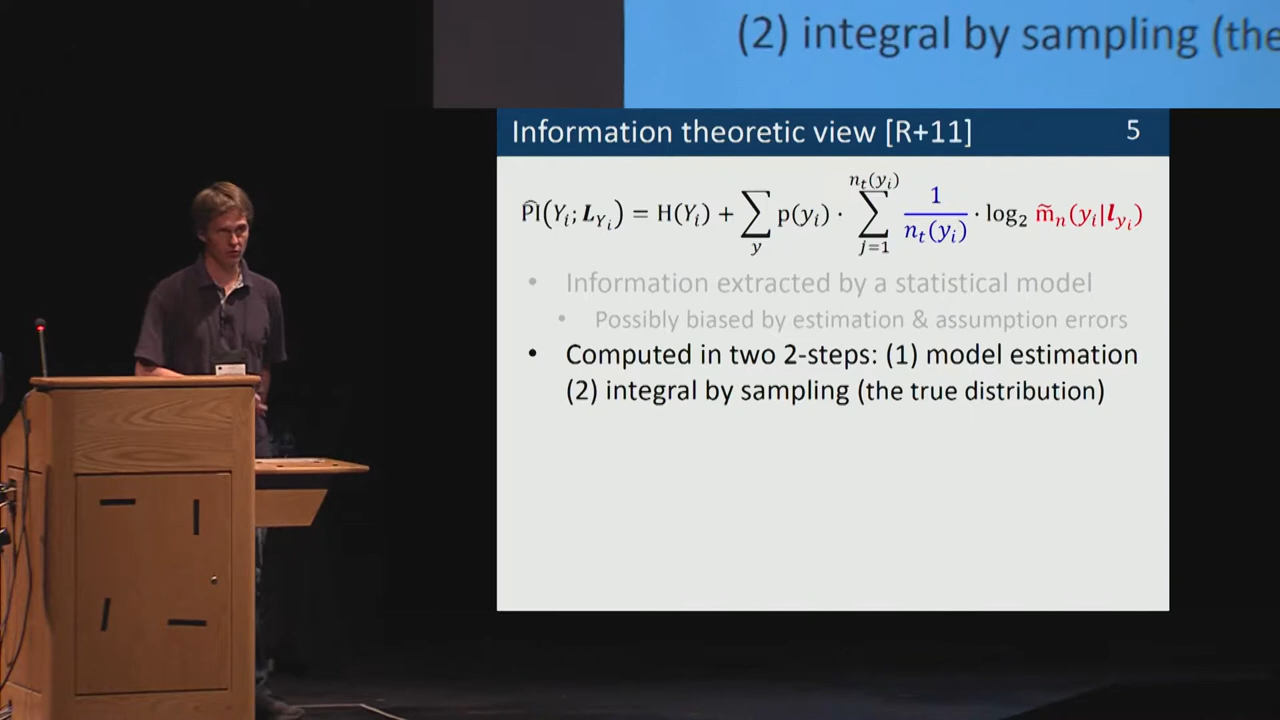 (2) integral by sampling (the
Information theoretic view [R+11] 5
P̂I(Y_i; L_{Y_i}) = H(Y_i) + ∑_y p(y_i) · ∑_{j=1}^{n_t(y_i)} 1/n_t(y_i) · log₂ m̃_n(y_i|l_{y_i})
• Information extracted by a statistical model
• Possibly biased by estimation & assumption errors
• Computed in two 2-steps: (1) model estimation
(2) integral by sampling (the true distribution)